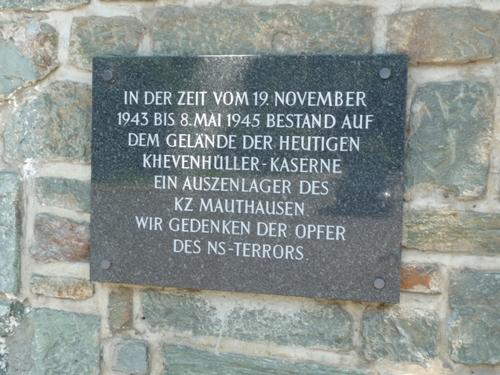 IN DER ZEIT VOM 19. NOVEMBER
1943 BIS 8. MAI 1945 BESTAND AUF
DEM GELÄNDE DER HEUTIGEN
KHEVENHÜLLER-KASERNE
EIN AUSZENLAGER DES
KZ MAUTHAUSEN.
WIR GEDENKEN DER OPFER
DES NS-TERRORS.